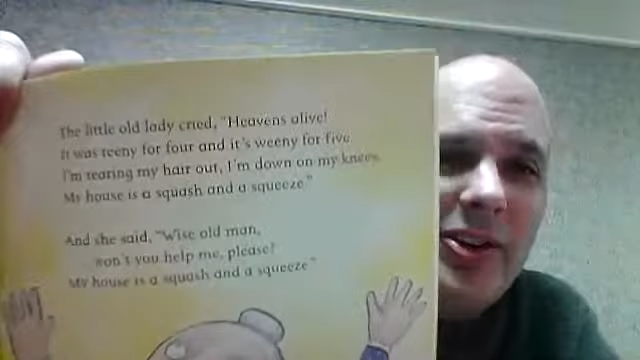 The little old lady cried, "Heavens alive!
It was teeny for four and it's weeny for five.
I'm tearing my hair out, I'm down on my knees.
My house is a squash and a squeeze"
And she said, "Wise old man,
won't you help me, please?
My house is a squash and a squeeze"